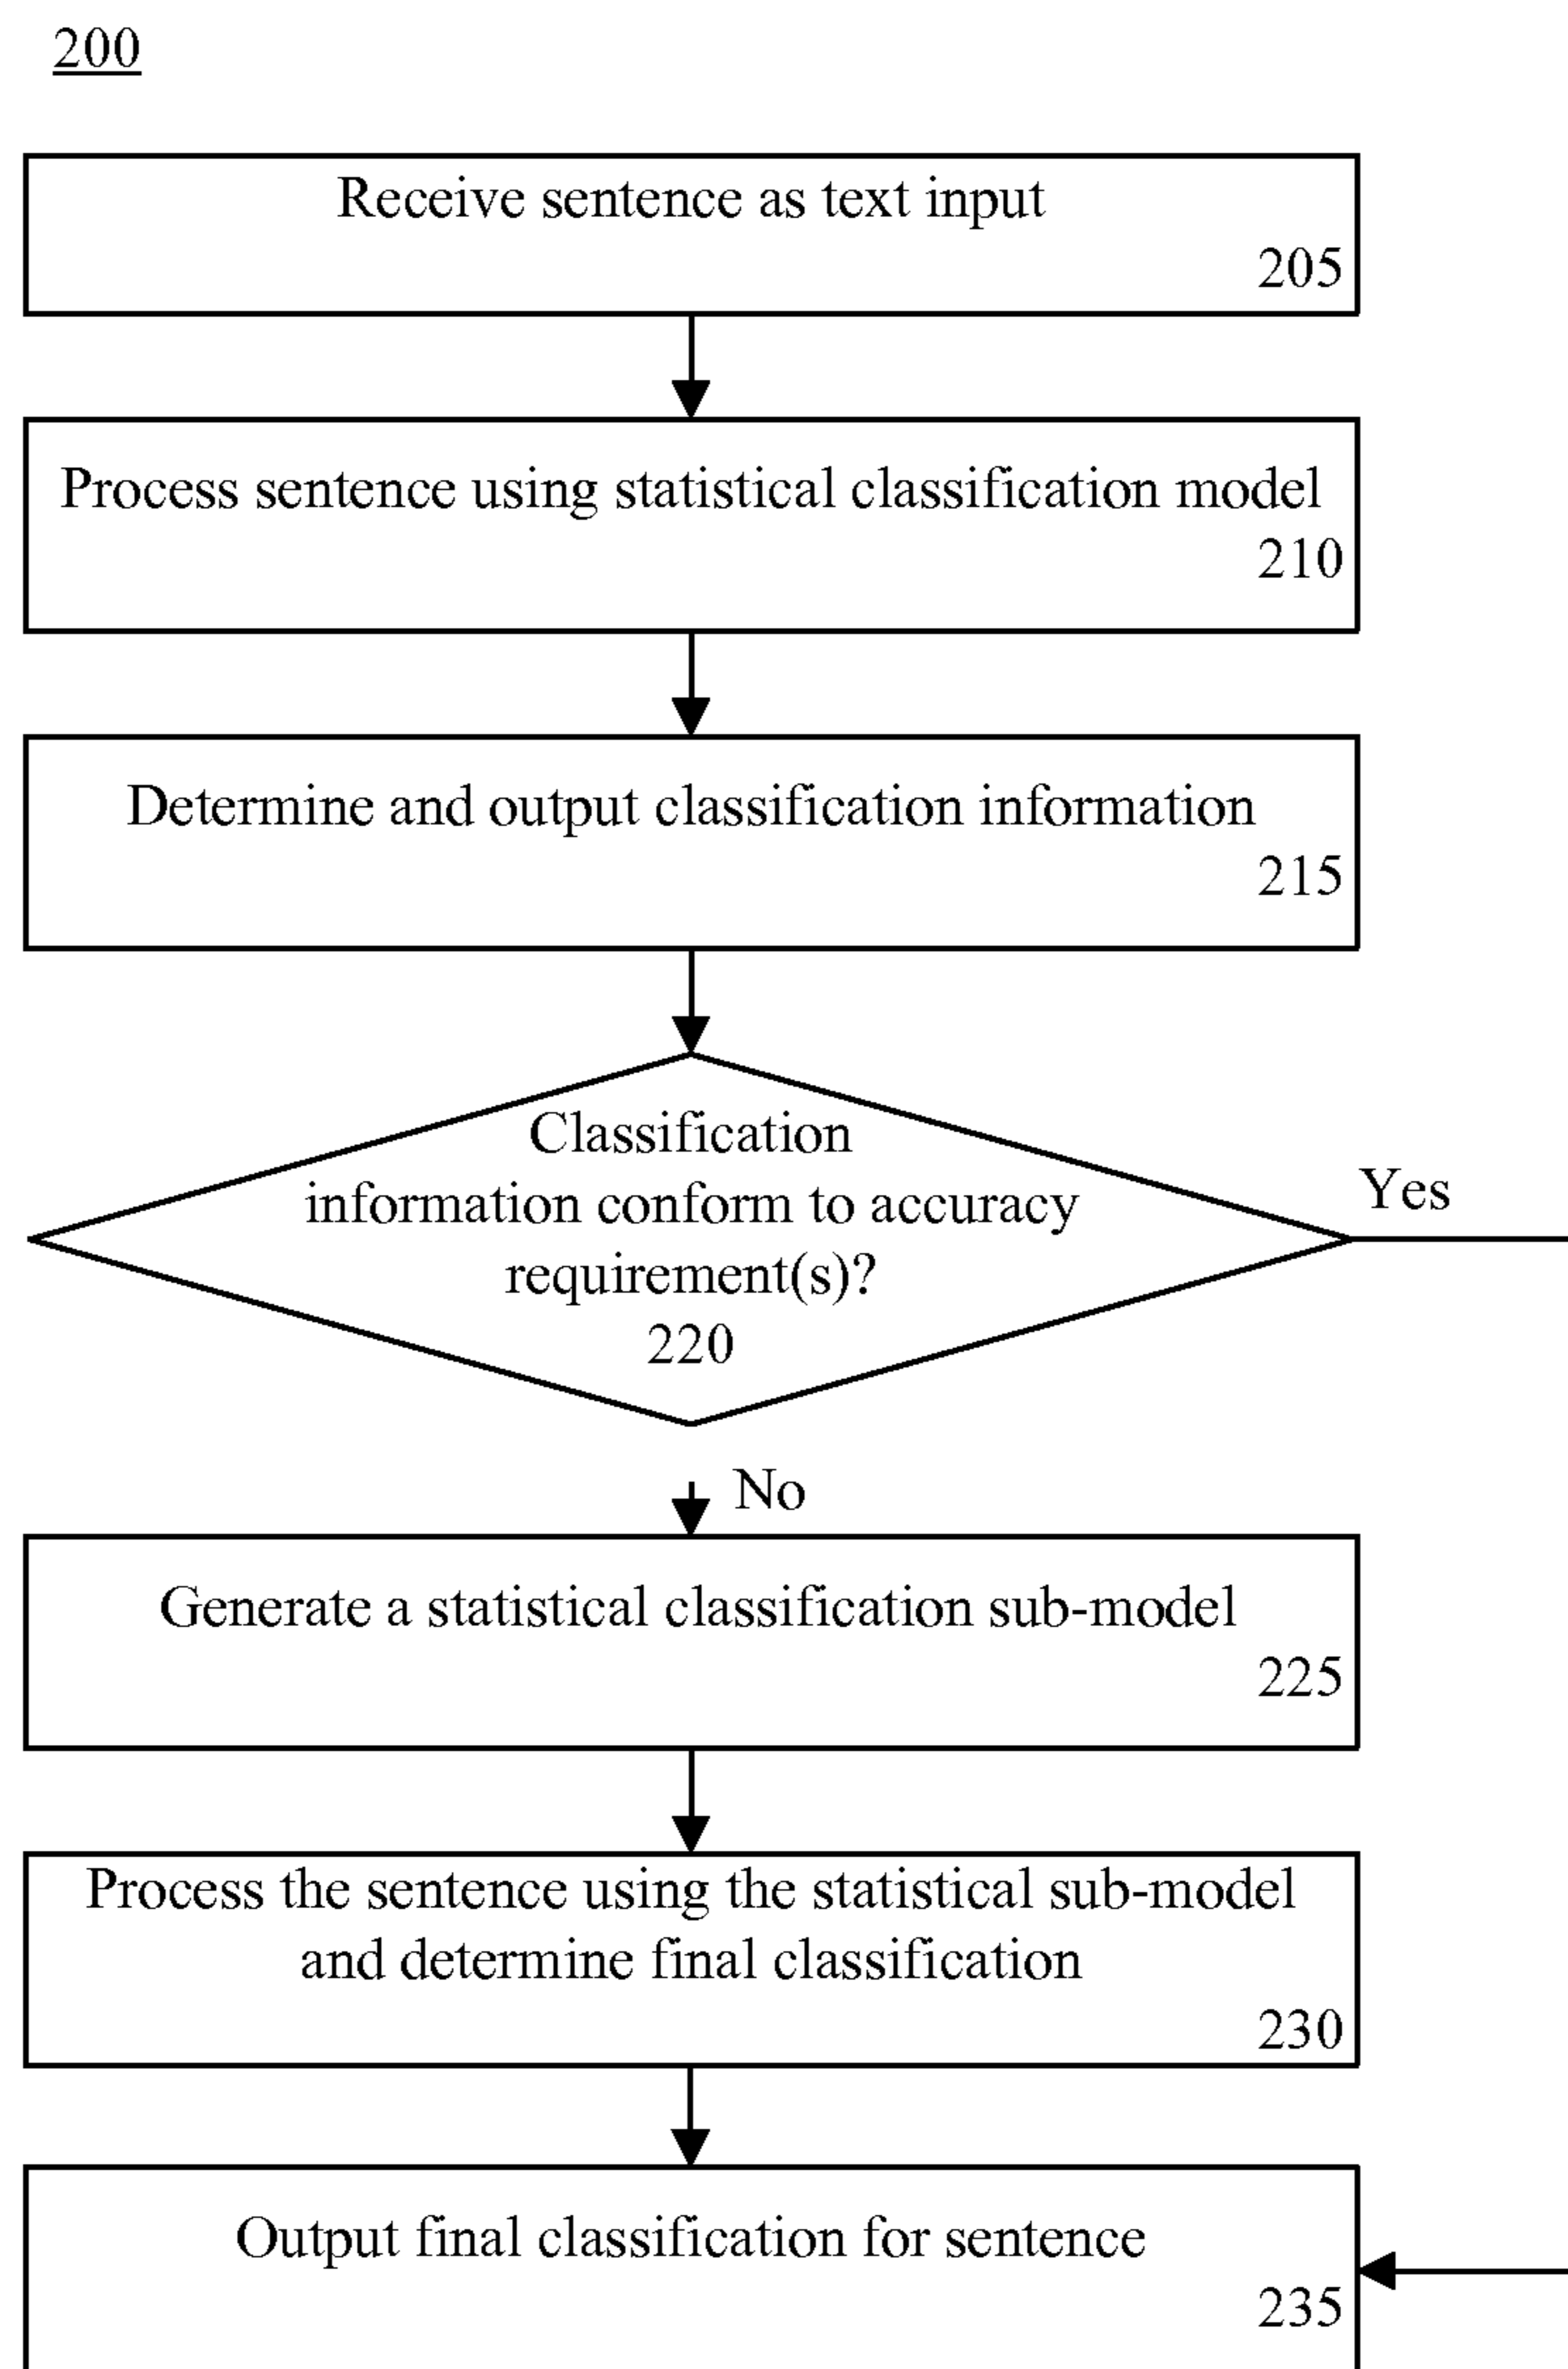 200
Receive sentence as text input
205
Process sentence using statistical classification model
210
Determine and output classification information
215
Classification
information conform to accuracy
requirement(s)?
220
Yes
No
Generate a statistical classification sub-model
225
Process the sentence using the statistical sub-model
and determine final classification
230
Output final classification for sentence
235